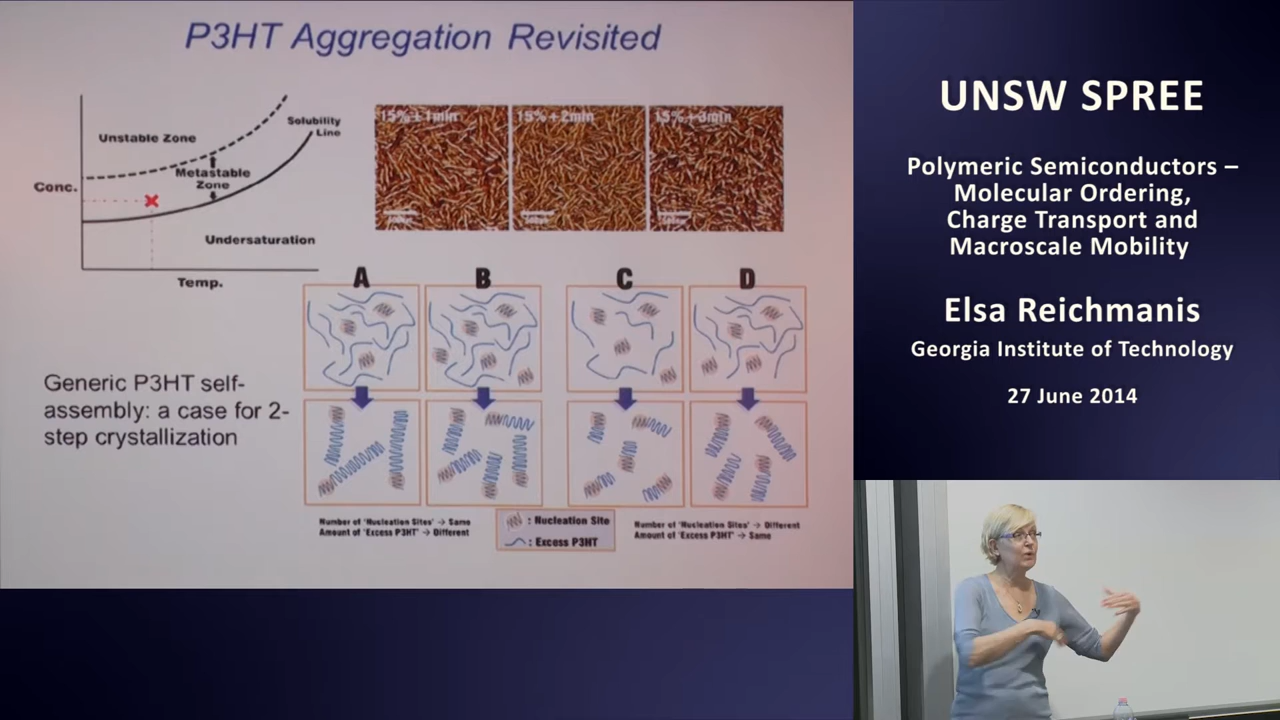 P3HT Aggregation Revisited
Unstable Zone
Solubility
Line
Metastable
Zone
Conc.
Undersaturation
Temp.
15%+1min
15%+2min
15%+3min
A
B
C
D
Generic P3HT self-
assembly: a case for 2-
step crystallization
Number of 'Nucleation Sites' → Same
Amount of 'Excess P3HT' → Different
: Nucleation Site
: Excess P3HT
Number of 'Nucleation Sites' → Different
Amount of 'Excess P3HT' → Same
UNSW SPREE
Polymeric Semiconductors –
Molecular Ordering,
Charge Transport and
Macroscale Mobility
Elsa Reichmanis
Georgia Institute of Technology
27 June 2014